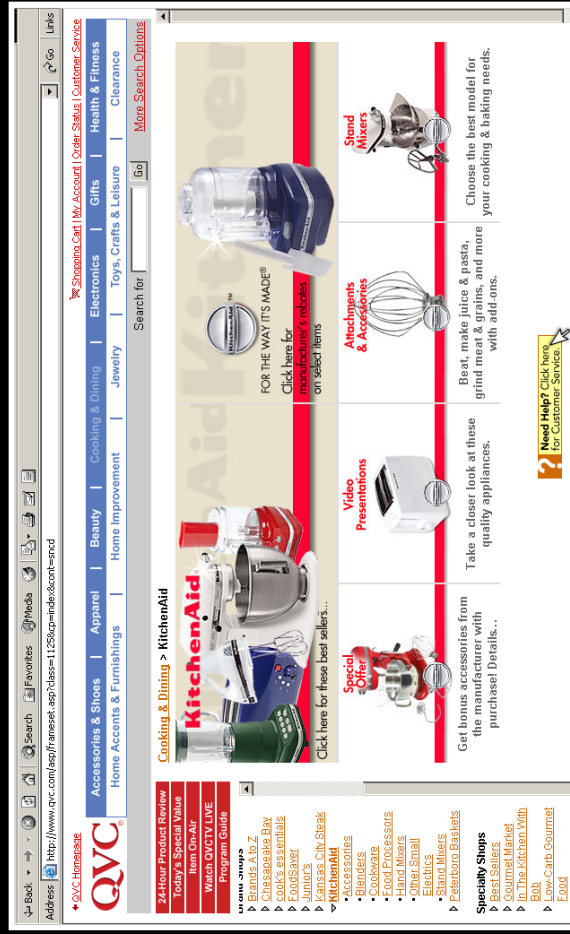 Back
Search
Favorites
Media
Address
http://www.qvc.com/asp/frameset.asp?class=1125&cp=index&cont=sncd
Go
Links
QVC Homepage
Shopping Cart | My Account | Order Status | Customer Service
QVC
Accessories & Shoes | Apparel | Beauty | Cooking & Dining | Electronics | Gifts | Health & Fitness
Home Accents & Furnishings | Home Improvement | Jewelry | Toys, Crafts & Leisure | Clearance
Search for
Go
More Search Options
24-Hour Product Review
Today's Special Value
Item On-Air
Watch QVCTV LIVE
Program Guide
Brand Shops
Brands A to Z
Chesapeake Bay
cook's essentials
FoodSaver
Junior's
Kansas City Steak
KitchenAid
Accessories
Blenders
Cookware
Food Processors
Hand Mixers
Other Small
Electrics
Stand Mixers
Peterboro Baskets
Specialty Shops
Best Sellers
Gourmet Market
In The Kitchen With
Bob
Low-Carb Gourmet
Food
Cooking & Dining > KitchenAid
KitchenAid
Click here for these best sellers...
KitchenAid
FOR THE WAY IT'S MADE®
Click here for
manufacturer's rebates
on select items
Special
Offer
Get bonus accessories from
the manufacturer with
purchase! Details...
Video
Presentations
Take a closer look at these
quality appliances.
Attachments
& Accessories
Beat, make juice & pasta,
grind meat & grains, and more
with add-ons.
Stand
Mixers
Choose the best model for
your cooking & baking needs.
Need Help? Click here
for Customer Service.